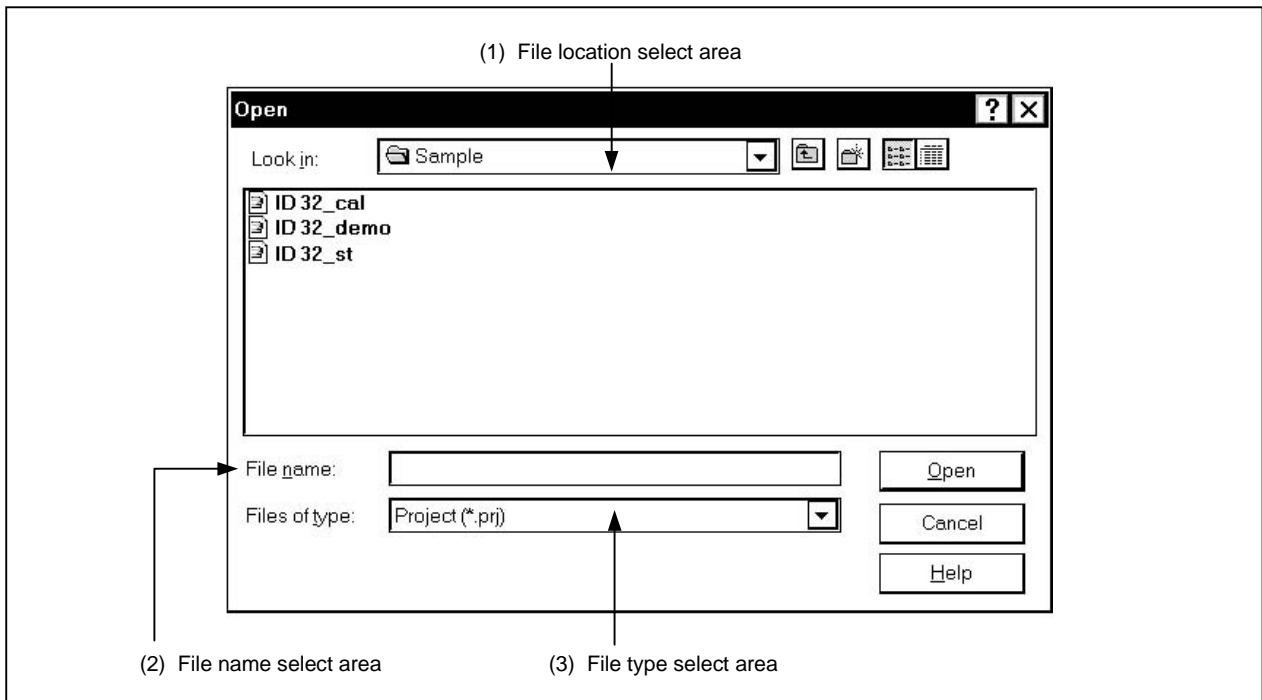 (1) File location select area
Open
Look in: Sample
ID 32_cal
ID 32_demo
ID 32_st
File name: Open
Files of type: Project (*.prj) Cancel
Help
(2) File name select area (3) File type select area